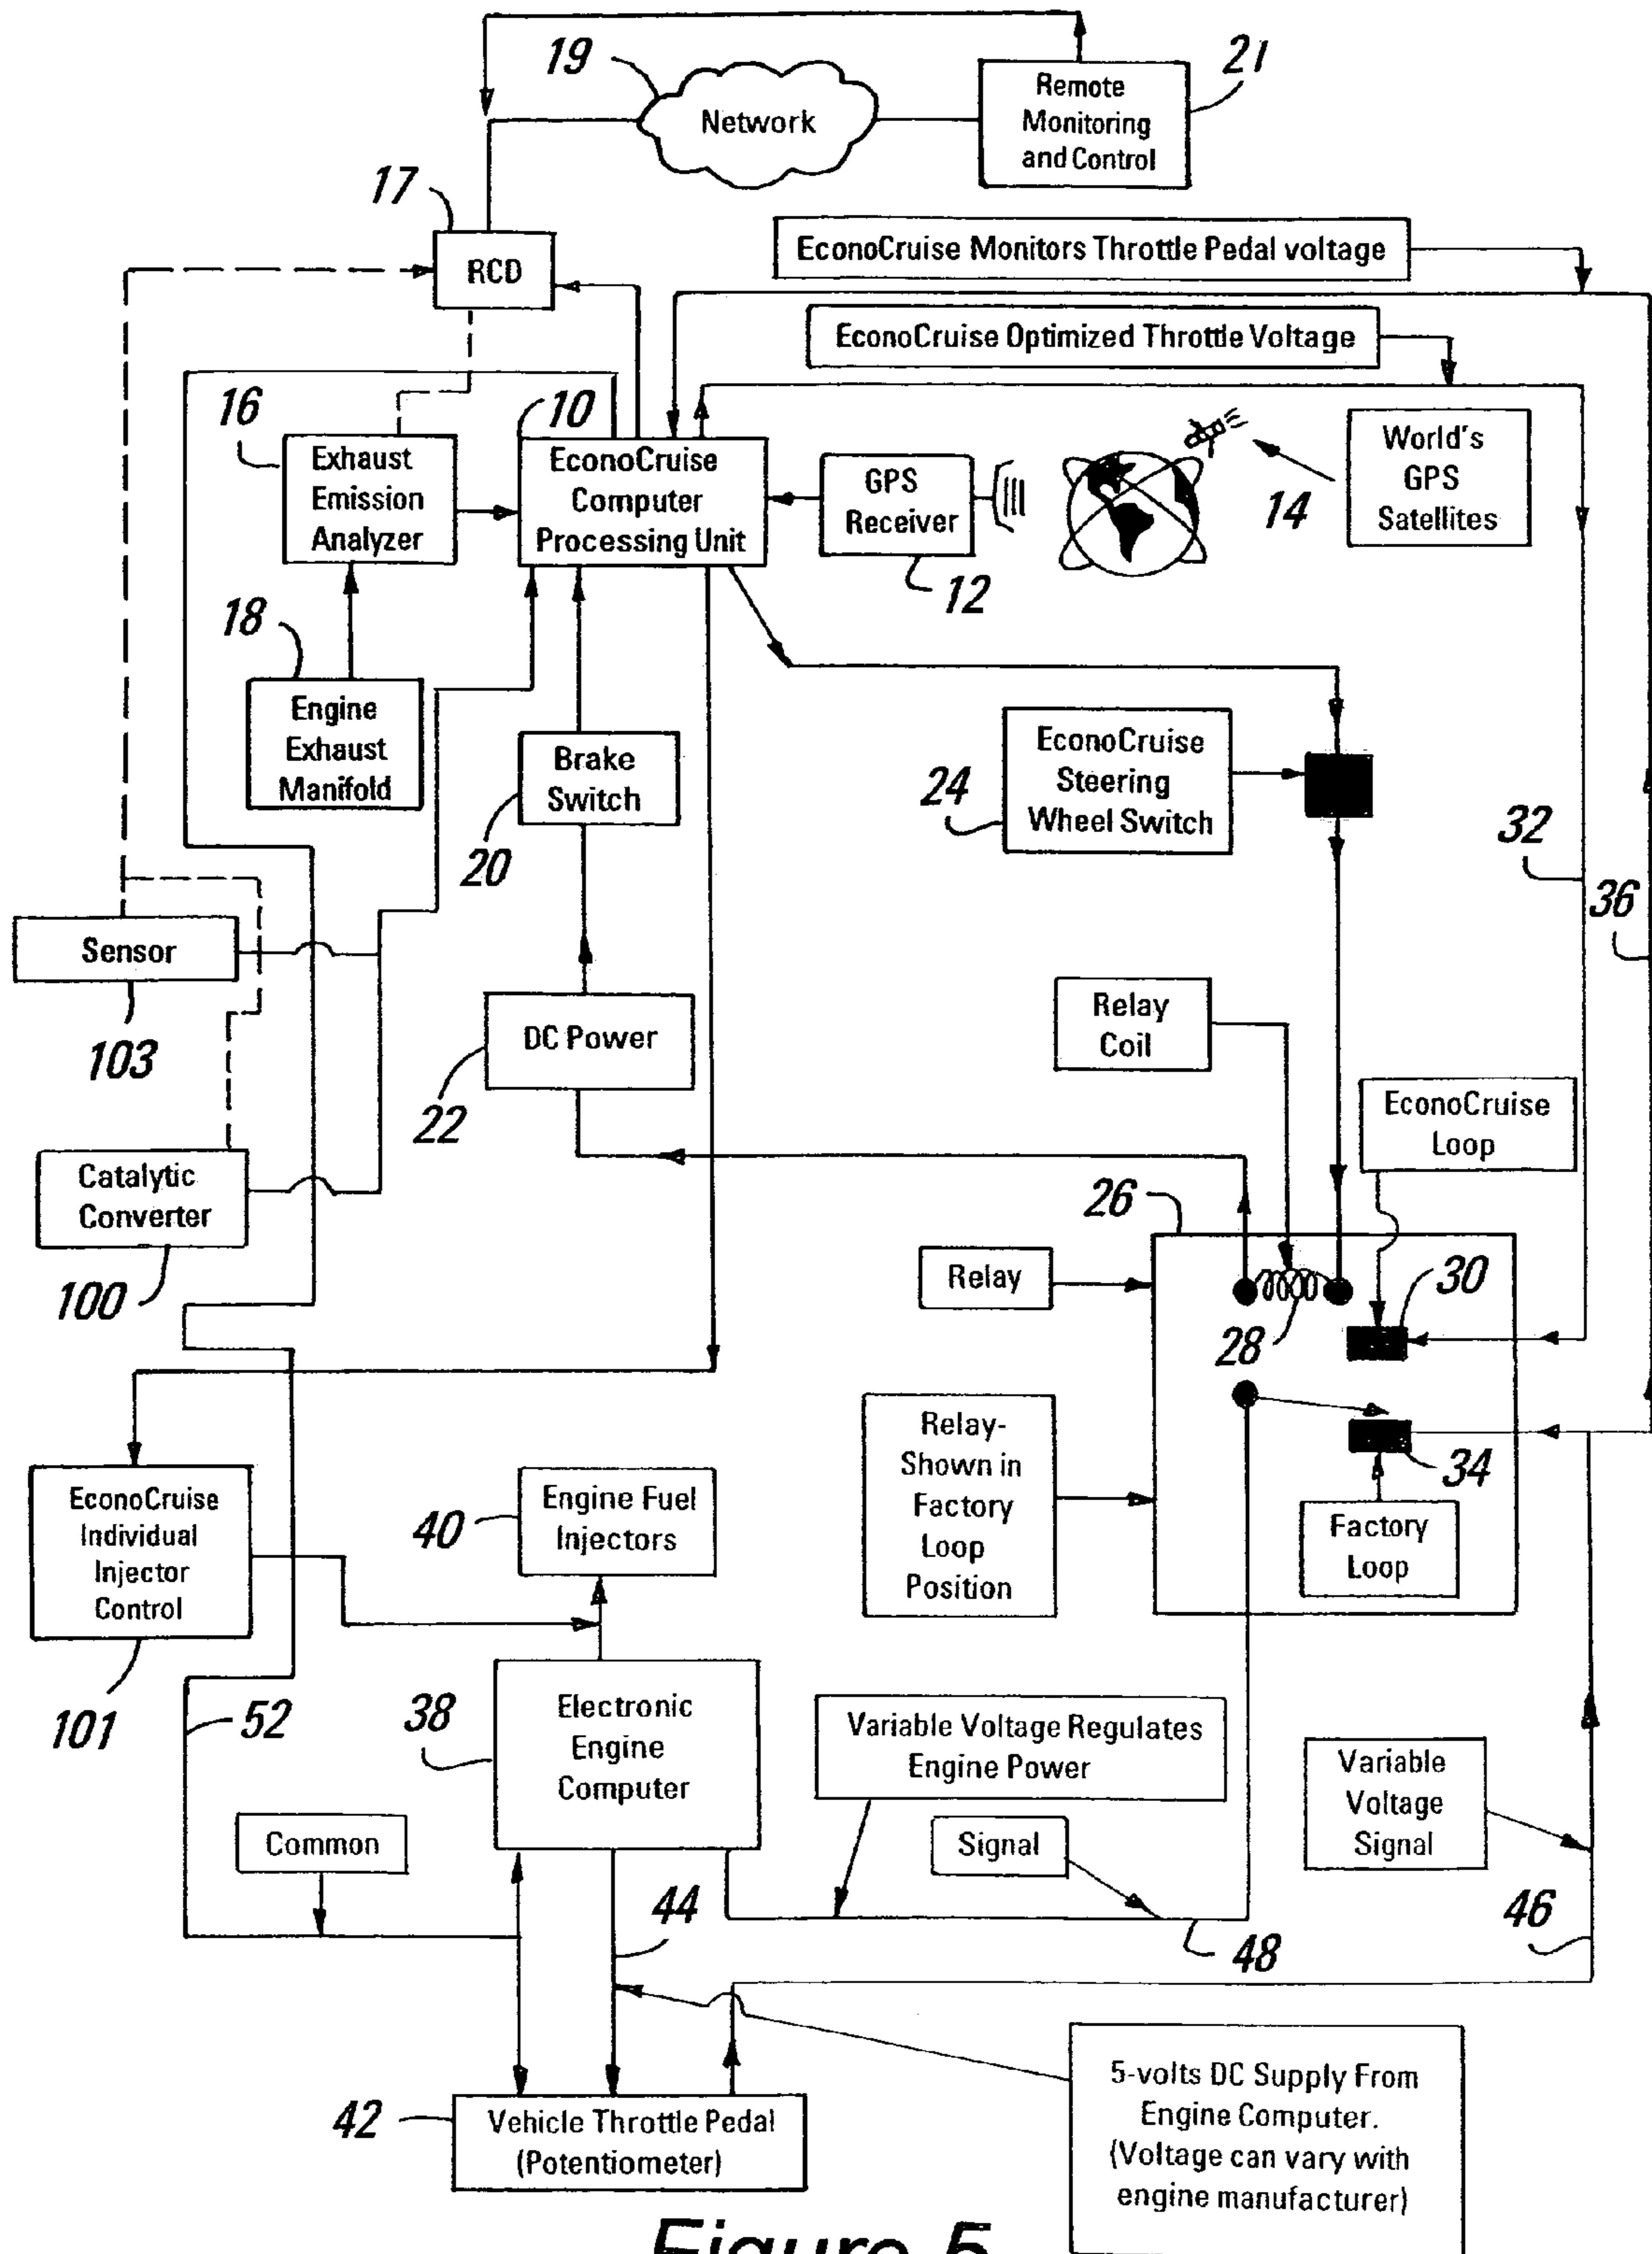 19
21
Network
Remote
Monitoring
and Control
17
RCD
EconoCruise Monitors Throttle Pedal voltage
EconoCruise Optimized Throttle Voltage
16
Exhaust
Emission
Analyzer
10
EconoCruise
Computer
Processing Unit
GPS
Receiver
12
14
World's
GPS
Satellites
18
Engine
Exhaust
Manifold
Brake
Switch
20
24
EconoCruise
Steering
Wheel Switch
32
36
Sensor
103
DC Power
22
Relay
Coil
EconoCruise
Loop
Catalytic
Converter
100
26
Relay
28
30
Relay-
Shown in
Factory
Loop
Position
34
Factory
Loop
EconoCruise
Individual
Injector
Control
101
40
Engine Fuel
Injectors
52
38
Electronic
Engine
Computer
Variable Voltage Regulates
Engine Power
Variable
Voltage
Signal
Common
Signal
44
48
46
42
Vehicle Throttle Pedal
(Potentiometer)
5-volts DC Supply From
Engine Computer.
(Voltage can vary with
engine manufacturer)
Figure 5